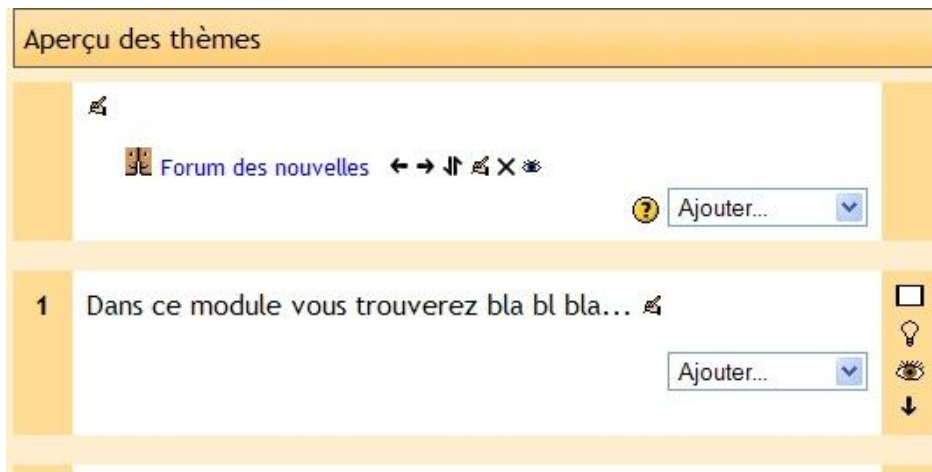 Aperçu des thèmes
Forum des nouvelles
?
Ajouter...
1 Dans ce module vous trouverez bla bl bla...
Ajouter...